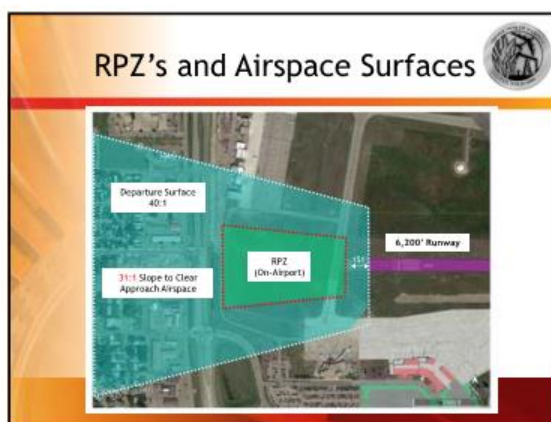 RPZ's and Airspace Surfaces
Departure Surface
40:1
6,200' Runway
RPZ
(On-Airport)
31:1 Slope to Clear
Approach Airspace